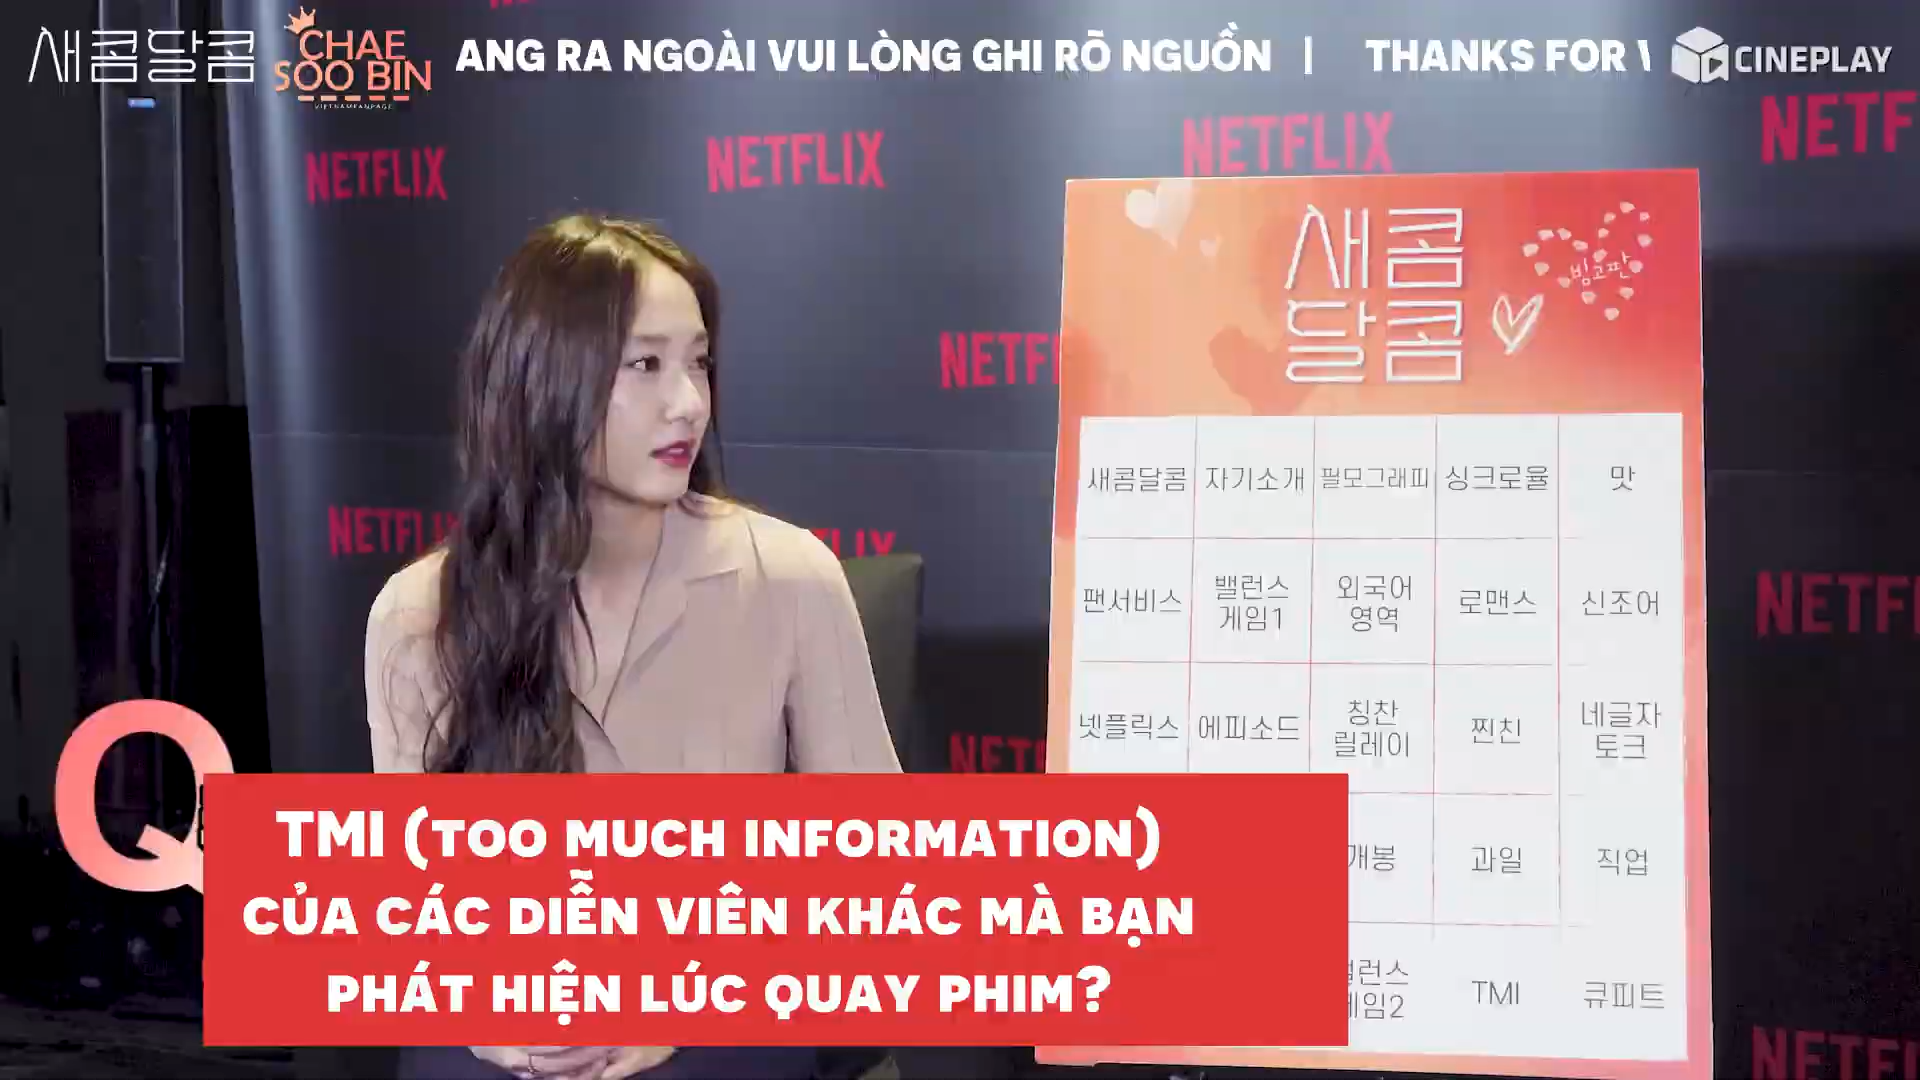 새콤달콤
CHAE
SOO BIN
VIETNAMFANPAGE
ANG RA NGOÀI VUI LÒNG GHI RÕ NGUỒN | THANKS FOR
CINEPLAY
NETFLIX
NETFLIX
NETFLIX
새콤
달콤
빙고판
새콤달콤 자기소개 필모그래피 싱크로율 맛
팬서비스 밸런스 게임1 외국어 영역 로맨스 신조어
넷플릭스 에피소드 칭찬 릴레이 찐친 네글자 토크
개봉 과일 직업
TMI 큐피트
Q
TMI (TOO MUCH INFORMATION)
CỦA CÁC DIỄN VIÊN KHÁC MÀ BẠN
PHÁT HIỆN LÚC QUAY PHIM?